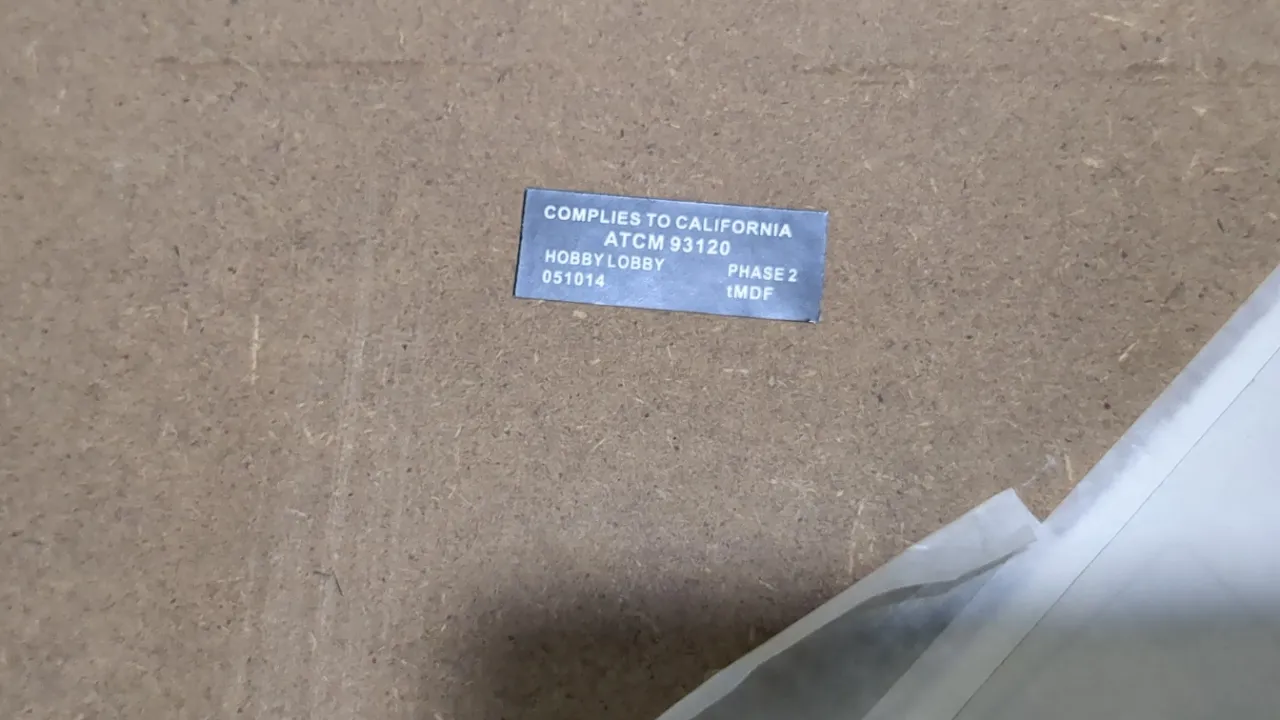 COMPLIES TO CALIFORNIA
ATCM 93120
HOBBY LOBBY PHASE 2
051014 tMDF